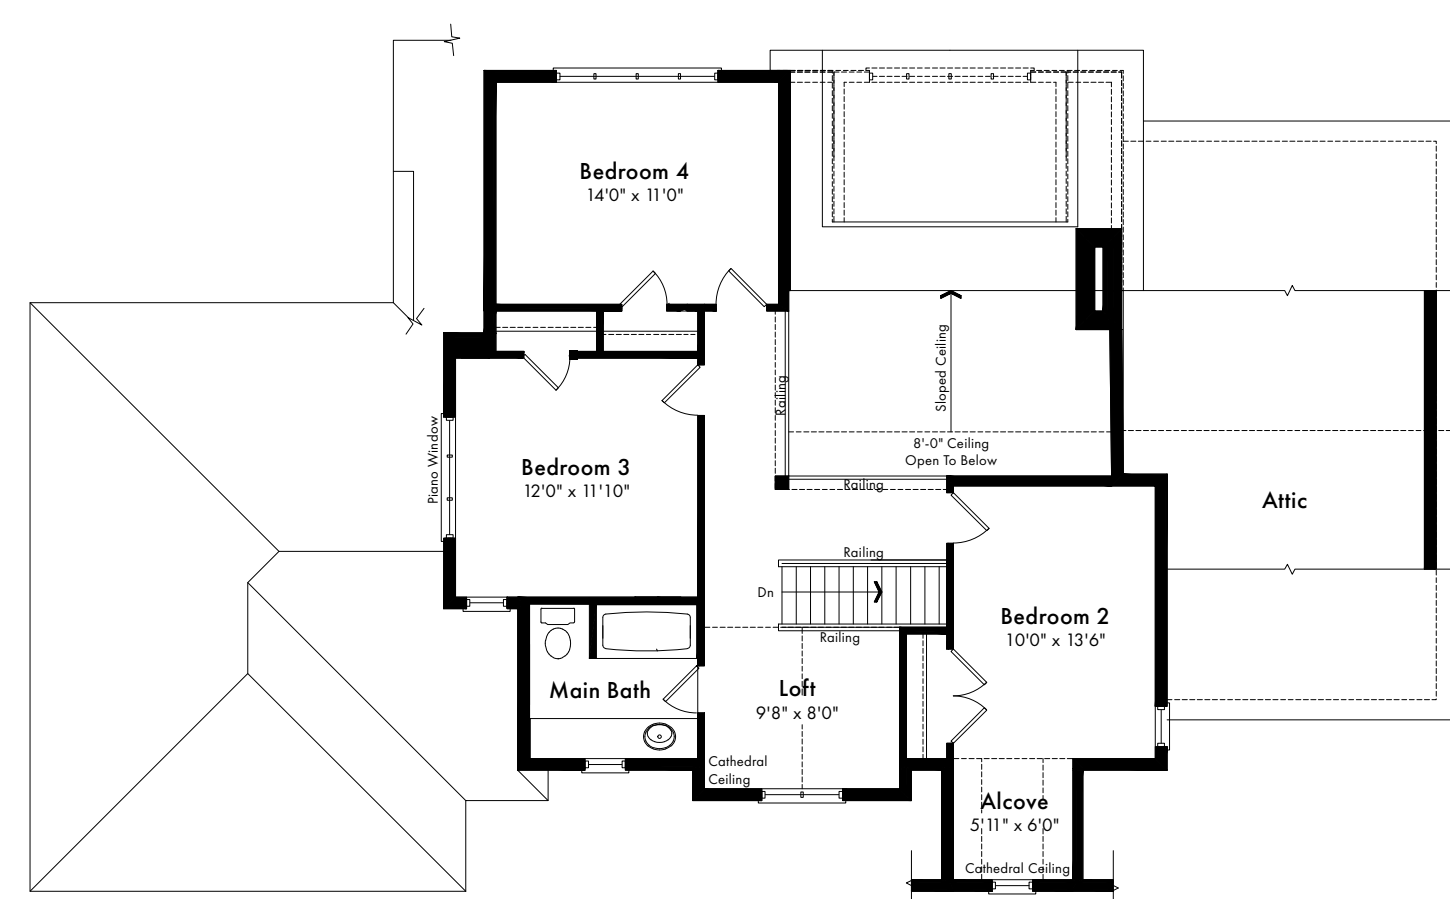 Bedroom 4
14'0" x 11'0"
Sloped Ceiling
Railing
8'-0" Ceiling
Open To Below
Piano Window
Bedroom 3
12'0" x 11'10"
Railing
Attic
Railing
Dn
Railing
Bedroom 2
10'0" x 13'6"
Main Bath
Loft
9'8" x 8'0"
Cathedral
Ceiling
Alcove
5'11" x 6'0"
Cathedral Ceiling